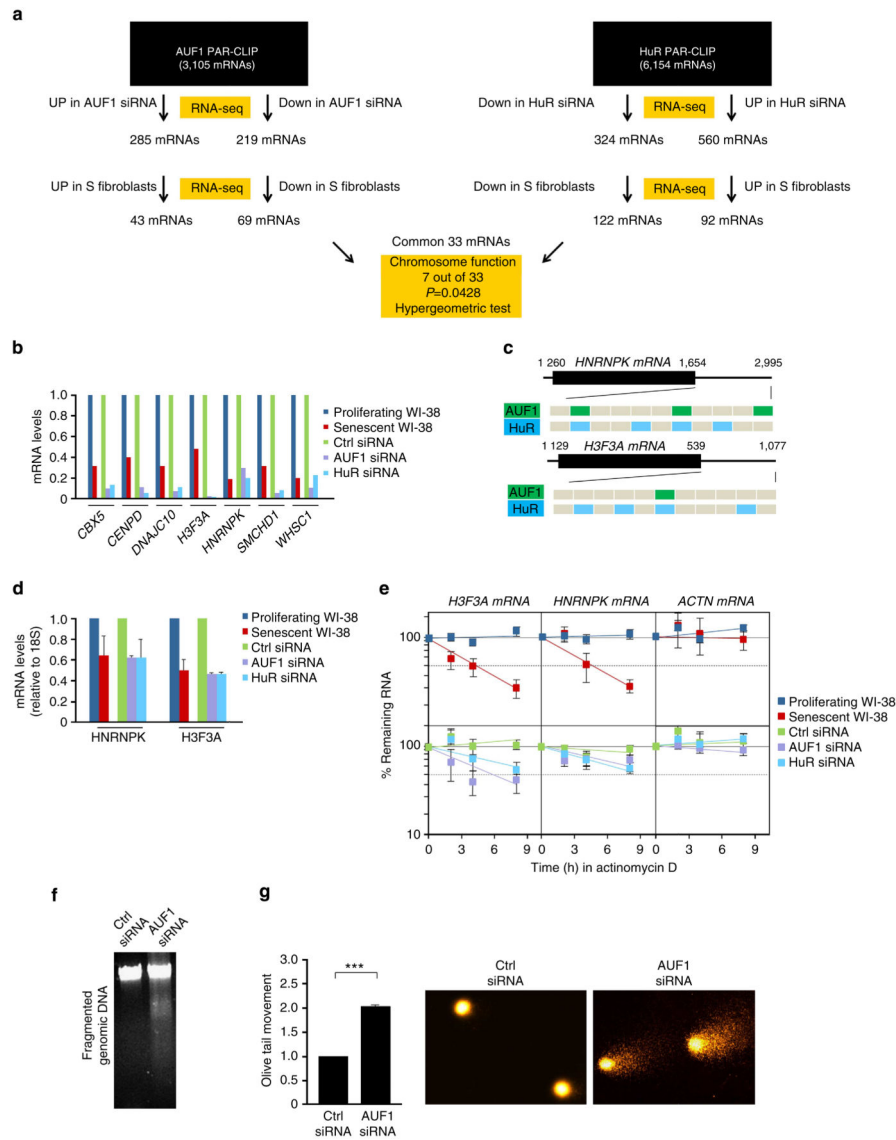 a
AUF1 PAR-CLIP
(3,105 mRNAs)
HuR PAR-CLIP
(6,154 mRNAs)
UP in AUF1 siRNA
RNA-seq
Down in AUF1 siRNA
Down in HuR siRNA
RNA-seq
UP in HuR siRNA
285 mRNAs
219 mRNAs
324 mRNAs
560 mRNAs
UP in S fibroblasts
RNA-seq
Down in S fibroblasts
Down in S fibroblasts
RNA-seq
UP in S fibroblasts
43 mRNAs
69 mRNAs
122 mRNAs
92 mRNAs
Common 33 mRNAs
Chromosome function
7 out of 33
P=0.0428
Hypergeometric test
b
mRNA levels
1.0
0.8
0.6
0.4
0.2
0
CBX5
CENPD
DNAJC10
H3F3A
HNRNPK
SMCHD1
WHSC1
Proliferating WI-38
Senescent WI-38
Ctrl siRNA
AUF1 siRNA
HuR siRNA
c
1 260 HNRNPK mRNA 1,654 2,995
AUF1
HuR
1 129 H3F3A mRNA 539 1,077
AUF1
HuR
d
mRNA levels
(relative to 18S)
1.0
0.8
0.6
0.4
0.2
0
HNRNPK
H3F3A
Proliferating WI-38
Senescent WI-38
Ctrl siRNA
AUF1 siRNA
HuR siRNA
e
H3F3A mRNA
HNRNPK mRNA
ACTN mRNA
% Remaining RNA
100
100
10
0 3 6 9 0 3 6 9 0 3 6 9
Time (h) in actinomycin D
Proliferating WI-38
Senescent WI-38
Ctrl siRNA
AUF1 siRNA
HuR siRNA
f
Ctrl
siRNA
AUF1
siRNA
Fragmented
genomic DNA
g
Olive tail movement
3.0
2.5
2.0
1.5
1.0
0.5
0.0
***
Ctrl
siRNA
AUF1
siRNA
Ctrl
siRNA
AUF1
siRNA